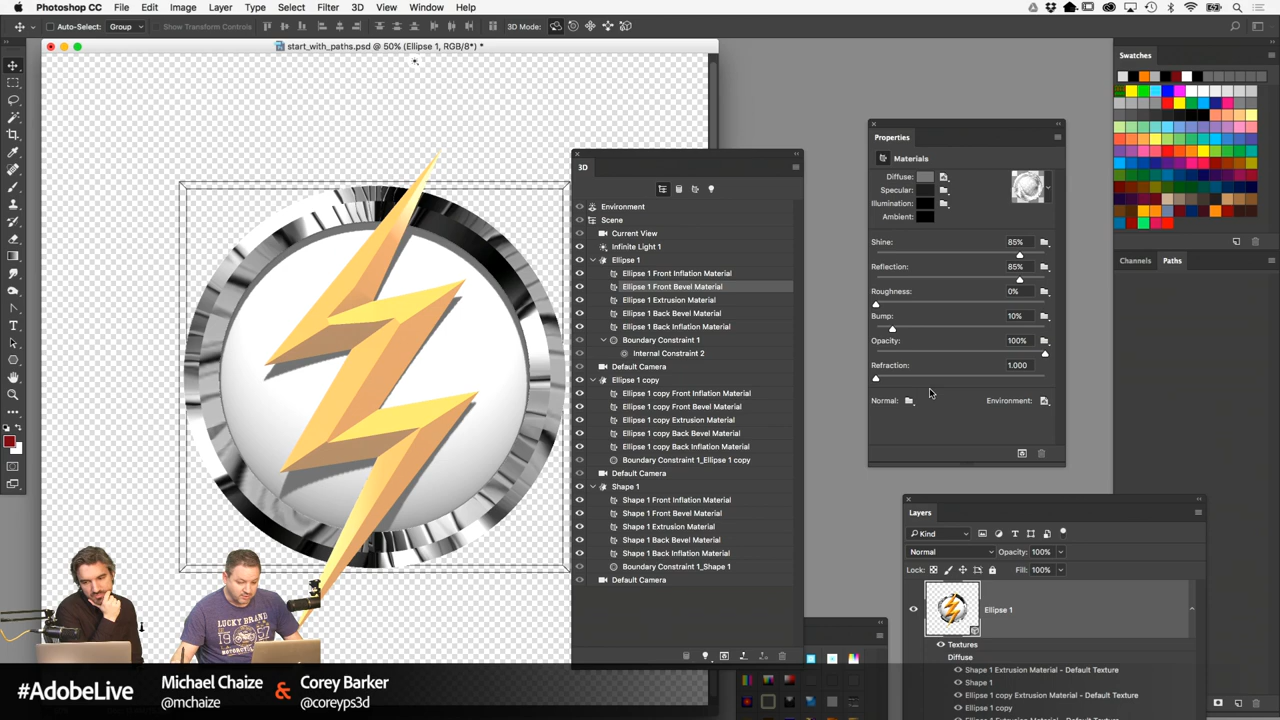 Photoshop CC File Edit Image Layer Type Select Filter 3D View Window Help
Auto-Select: Group Show Transform Controls 3D Mode:
start_with_paths.psd @ 50% (Ellipse 1, RGB/8*) *
3D
Environment
Scene
Current View
Infinite Light 1
Ellipse 1
Ellipse 1 Front Inflation Material
Ellipse 1 Front Bevel Material
Ellipse 1 Extrusion Material
Ellipse 1 Back Bevel Material
Ellipse 1 Back Inflation Material
Boundary Constraint 1
Internal Constraint 2
Default Camera
Ellipse 1 copy
Ellipse 1 copy Front Inflation Material
Ellipse 1 copy Front Bevel Material
Ellipse 1 copy Extrusion Material
Ellipse 1 copy Back Bevel Material
Ellipse 1 copy Back Inflation Material
Boundary Constraint 1_Ellipse 1 copy
Default Camera
Shape 1
Shape 1 Front Inflation Material
Shape 1 Front Bevel Material
Shape 1 Extrusion Material
Shape 1 Back Bevel Material
Shape 1 Back Inflation Material
Boundary Constraint 1_Shape 1
Default Camera
Properties
Materials
Diffuse:
Specular:
Illumination:
Ambient:
Shine: 85%
Reflection: 85%
Roughness: 0%
Bump: 10%
Opacity: 100%
Refraction: 1.000
Normal: Environment:
Swatches
Channels Paths
Layers
Kind
Normal Opacity: 100%
Lock: Fill: 100%
Ellipse 1
Textures
Diffuse
Shape 1 Extrusion Material - Default Texture
Shape 1
Ellipse 1 copy Extrusion Material - Default Texture
Ellipse 1 copy
LUCKY BRAND
#AdobeLive
Michael Chaize & Corey Barker
@mchaize @coreyps3d